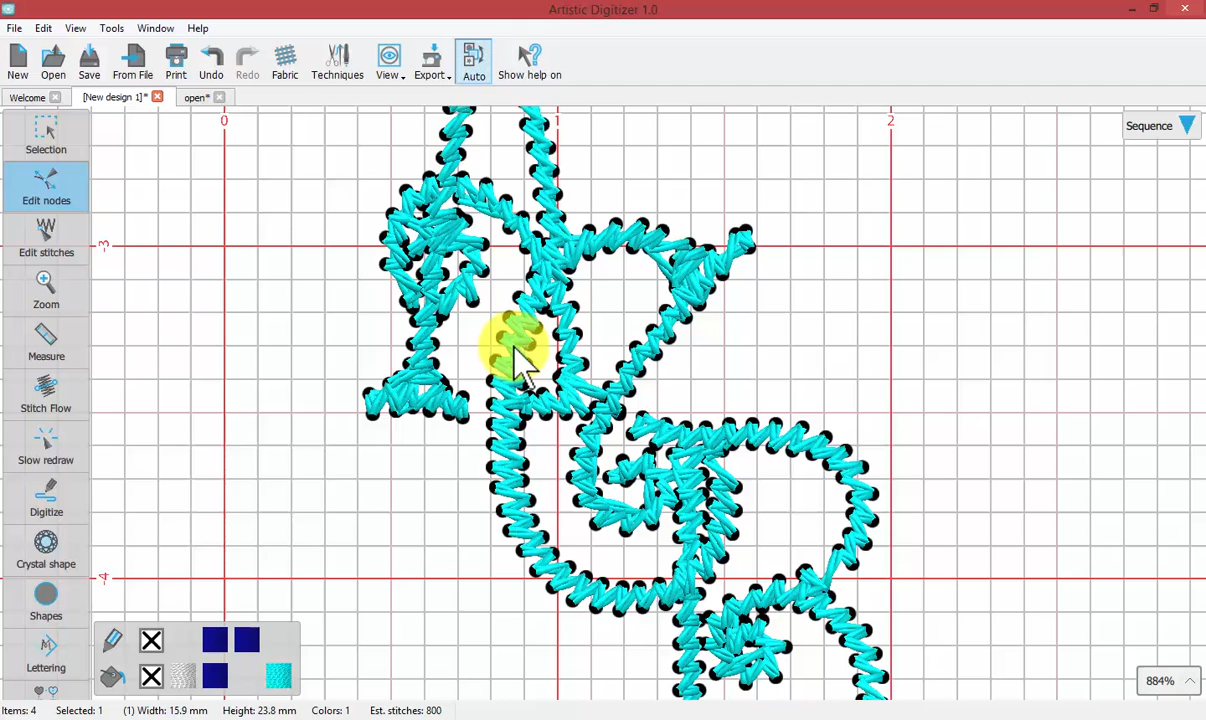 Artistic Digitizer 1.0
File Edit View Tools Window Help
New Open Save From File Print Undo Redo Fabric Techniques View Export Auto Show help on
Welcome [New design 1]* open*
0 1 2
Sequence
Selection
Edit nodes
-3
Edit stitches
Zoom
Measure
Stitch Flow
Slow redraw
Digitize
-4
Crystal shape
Shapes
Lettering
884%
Items: 4 Selected: 1 (1) Width: 15.9 mm Height: 23.8 mm Colors: 1 Est. stitches: 800